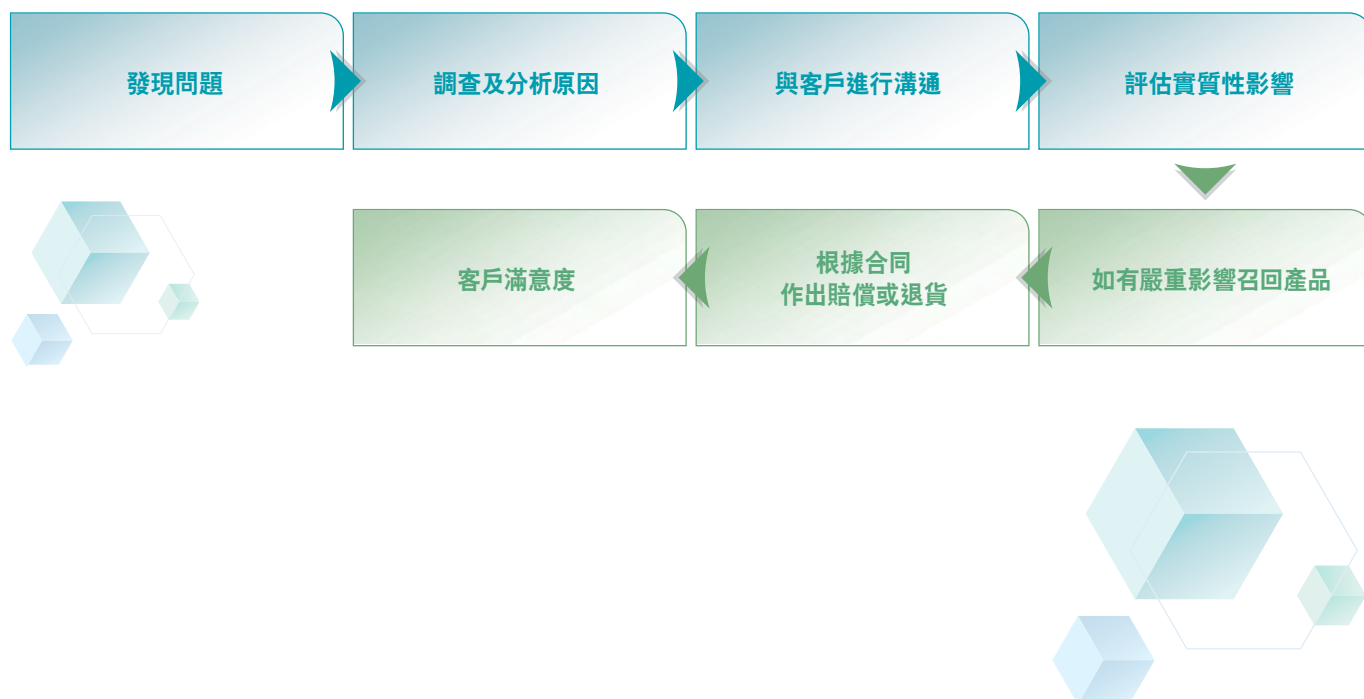 發現問題
調查及分析原因
與客戶進行溝通
評估實質性影響
如有嚴重影響召回產品
根據合同
作出賠償或退貨
客戶滿意度